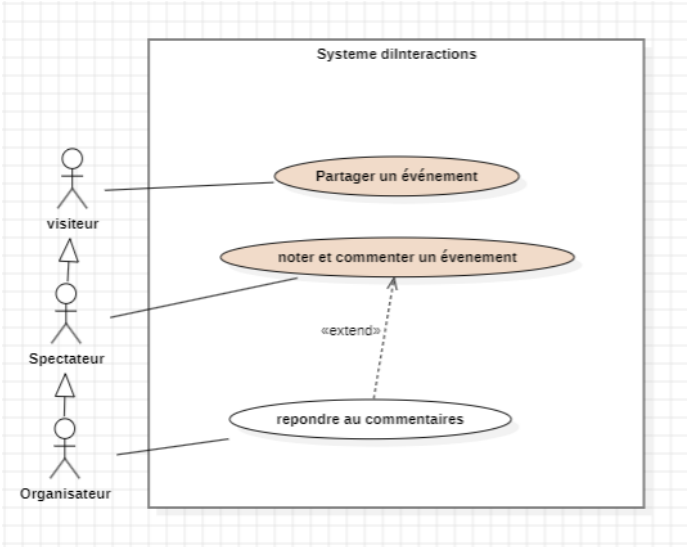 Systeme diInteractions
Partager un événement
visiteur
noter et commenter un évenement
«extend»
Spectateur
repondre au commentaires
Organisateur